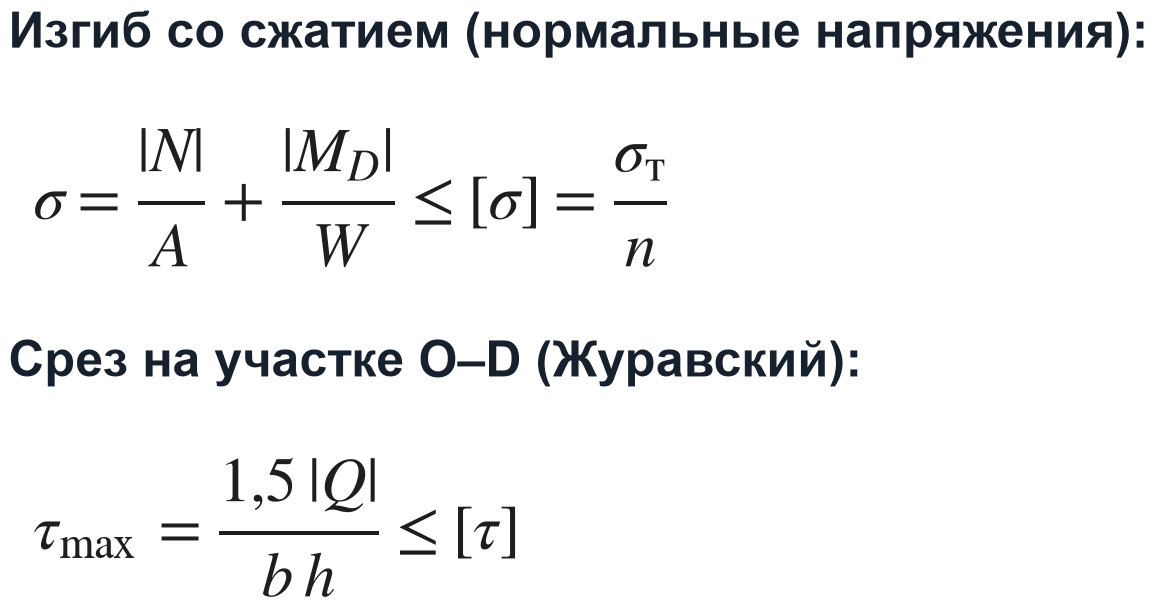 Изгиб со сжатием (нормальные напряжения):
σ = |N|/A + |M_D|/W ≤ [σ] = σ_т/n
Срез на участке O–D (Журавский):
τ_max = 1,5 |Q|/b h ≤ [τ]